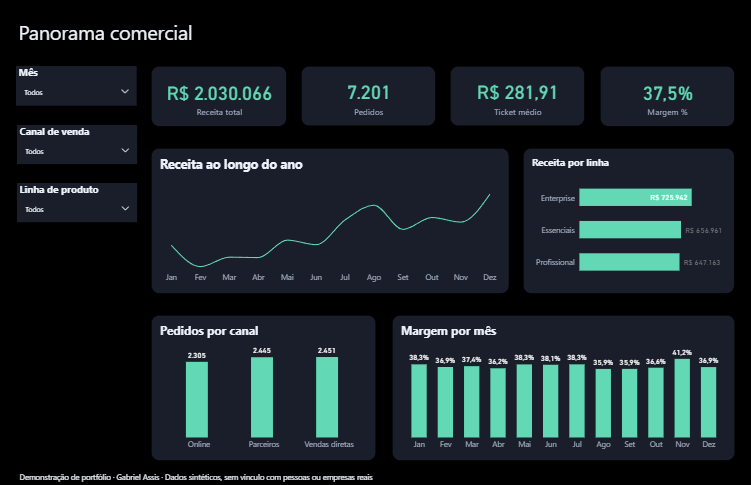 Panorama comercial
Mês
Todos
Canal de venda
Todos
Linha de produto
Todos
R$ 2.030.066
Receita total
7.201
Pedidos
R$ 281,91
Ticket médio
37,5%
Margem %
Receita ao longo do ano
Jan Fev Mar Abr Mai Jun Jul Ago Set Out Nov Dez
Receita por linha
Enterprise R$ 725.942
Essenciais R$ 656.961
Profissional R$ 647.163
Pedidos por canal
2.305 2.445 2.451
Online Parceiros Vendas diretas
Margem por mês
38,3% 36,9% 37,4% 36,2% 38,3% 38,1% 38,3% 35,9% 35,9% 36,6% 41,2% 36,9%
Jan Fev Mar Abr Mai Jun Jul Ago Set Out Nov Dez
Demonstração de portfólio · Gabriel Assis · Dados sintéticos, sem vínculo com pessoas ou empresas reais